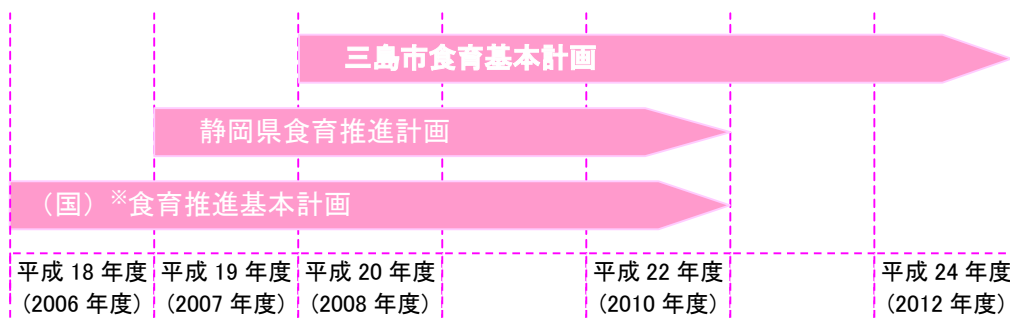 三島市食育基本計画
静岡県食育推進計画
（国）※食育推進基本計画
平成 18 年度 平成 19 年度 平成 20 年度 平成 22 年度 平成 24 年度
(2006 年度) (2007 年度) (2008 年度) (2010 年度) (2012 年度)